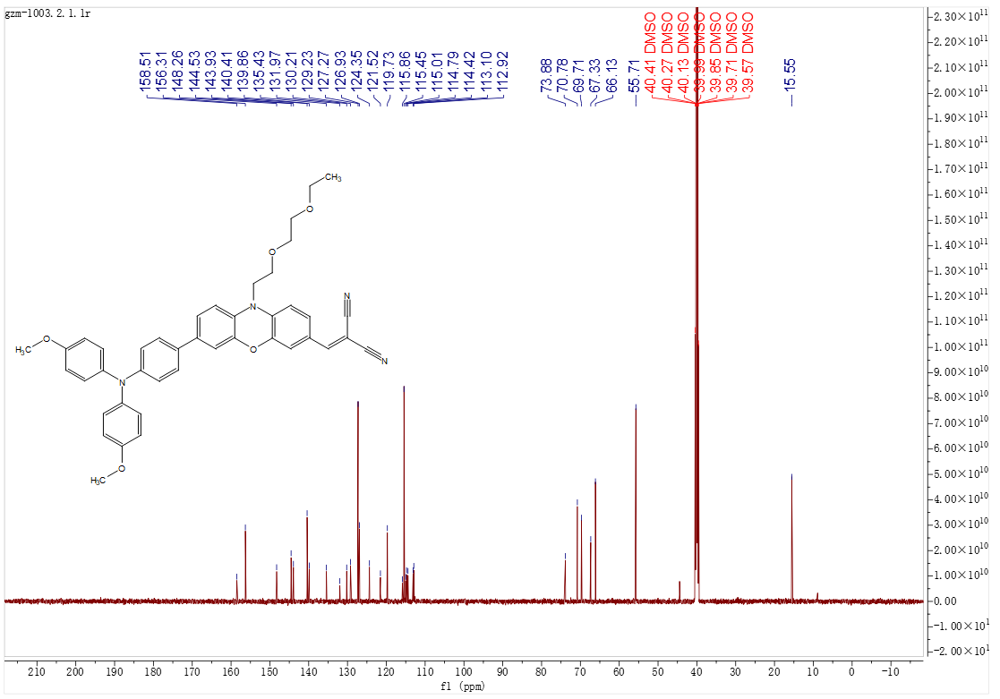 gzm-1003.2.1.1r
158.51
156.31
148.26
144.53
143.93
140.41
139.86
135.43
131.97
130.21
129.23
127.27
126.93
124.35
121.52
119.73
115.86
115.45
115.01
114.79
114.42
113.10
112.92
73.88
70.78
69.71
67.33
66.13
55.71
40.41 DMSO
40.27 DMSO
40.13 DMSO
39.99 DMSO
39.85 DMSO
39.71 DMSO
39.57 DMSO
15.55
2.30×10¹¹
2.20×10¹¹
2.10×10¹¹
2.00×10¹¹
1.90×10¹¹
1.80×10¹¹
1.70×10¹¹
1.60×10¹¹
1.50×10¹¹
1.40×10¹¹
1.30×10¹¹
1.20×10¹¹
1.10×10¹¹
1.00×10¹¹
9.00×10¹⁰
8.00×10¹⁰
7.00×10¹⁰
6.00×10¹⁰
5.00×10¹⁰
4.00×10¹⁰
3.00×10¹⁰
2.00×10¹⁰
1.00×10¹⁰
0.00
-1.00×10¹
-2.00×10¹
CH₃
O
O
N
N
O
N
O
H₃C
N
O
H₃C
210 200 190 180 170 160 150 140 130 120 110 100 90 80 70 60 50 40 30 20 10 0 -10
f1 (ppm)